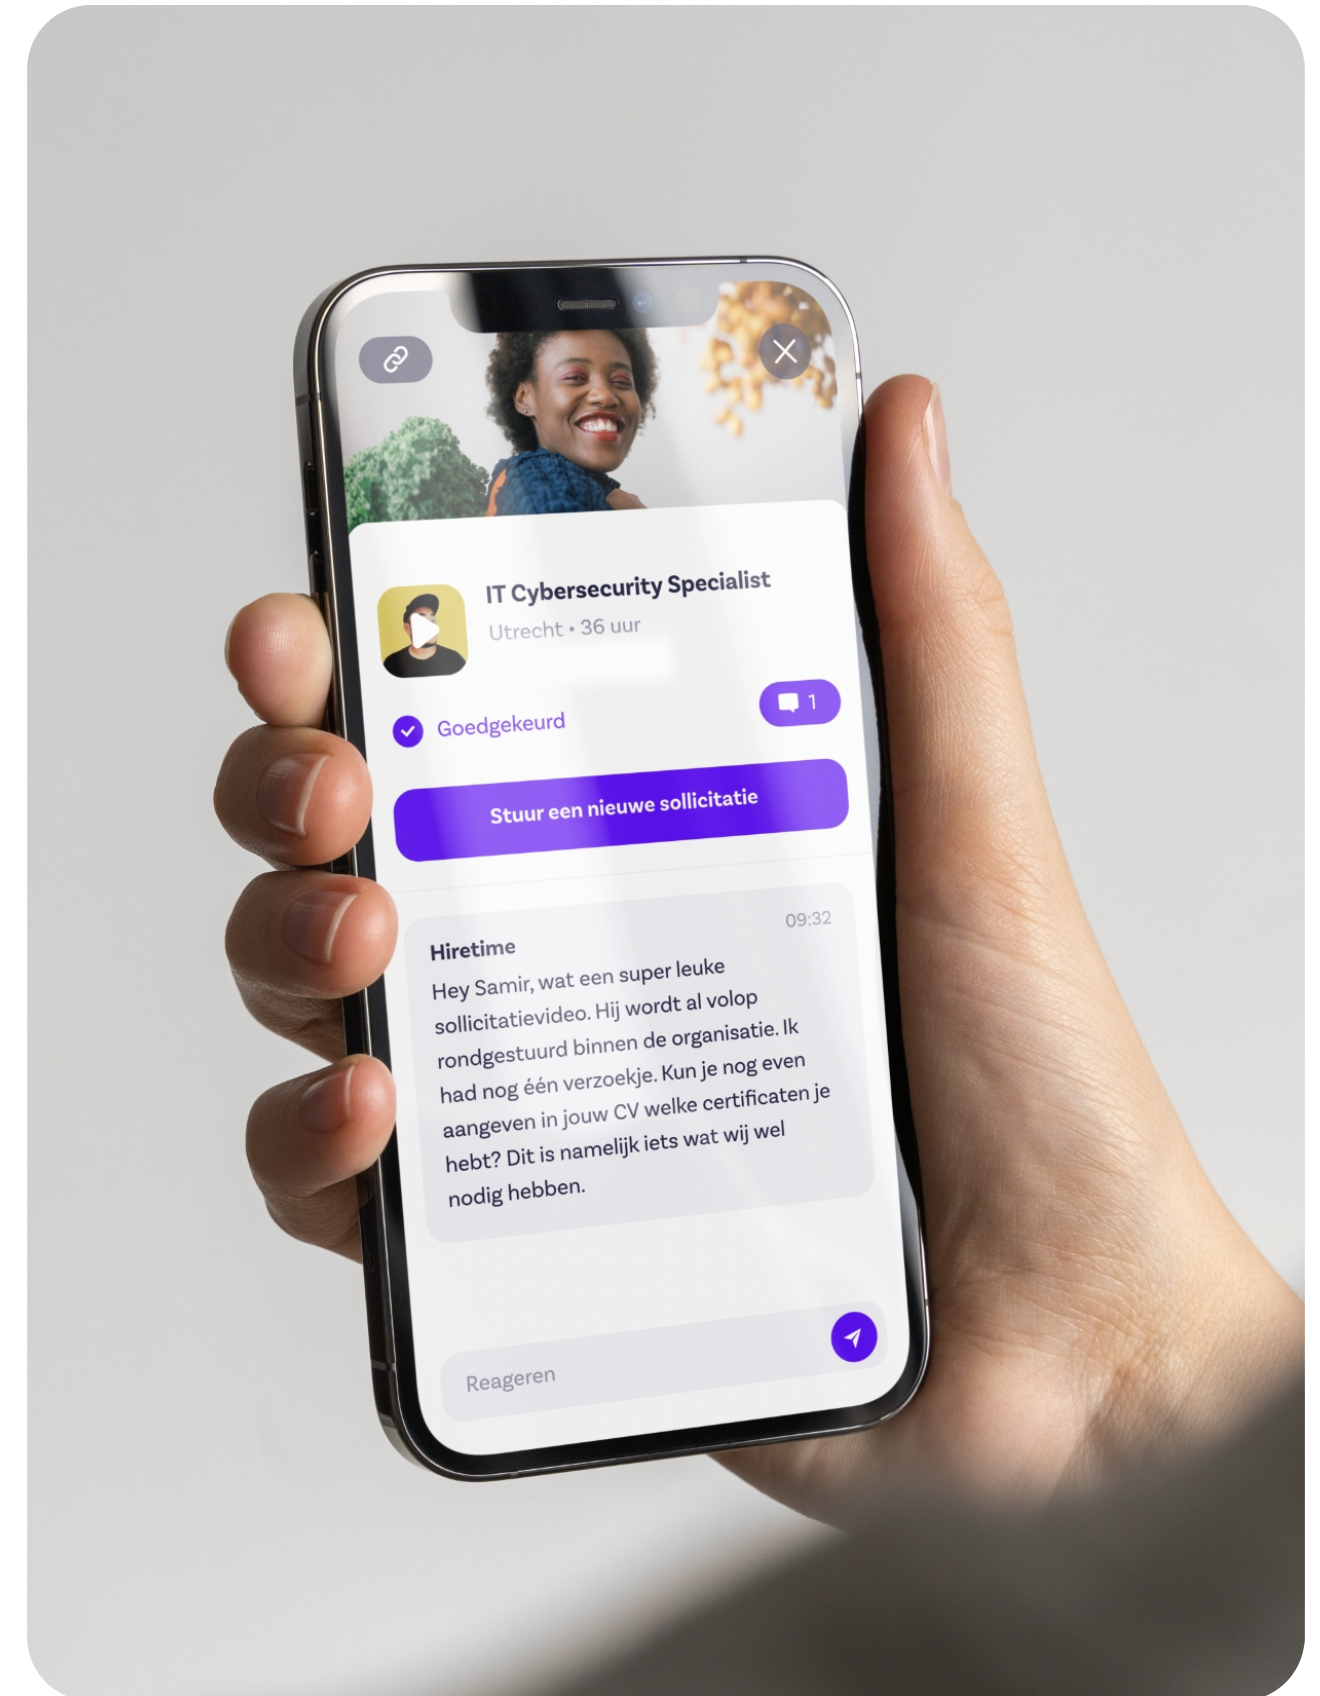 IT Cybersecurity Specialist
Utrecht • 36 uur
Goedgekeurd
1
Stuur een nieuwe sollicitatie
09:32
Hiretime
Hey Samir, wat een super leuke
sollicitatievideo. Hij wordt al volop
rondgestuurd binnen de organisatie. Ik
had nog één verzoekje. Kun je nog even
aangeven in jouw CV welke certificaten je
hebt? Dit is namelijk iets wat wij wel
nodig hebben.
Reageren